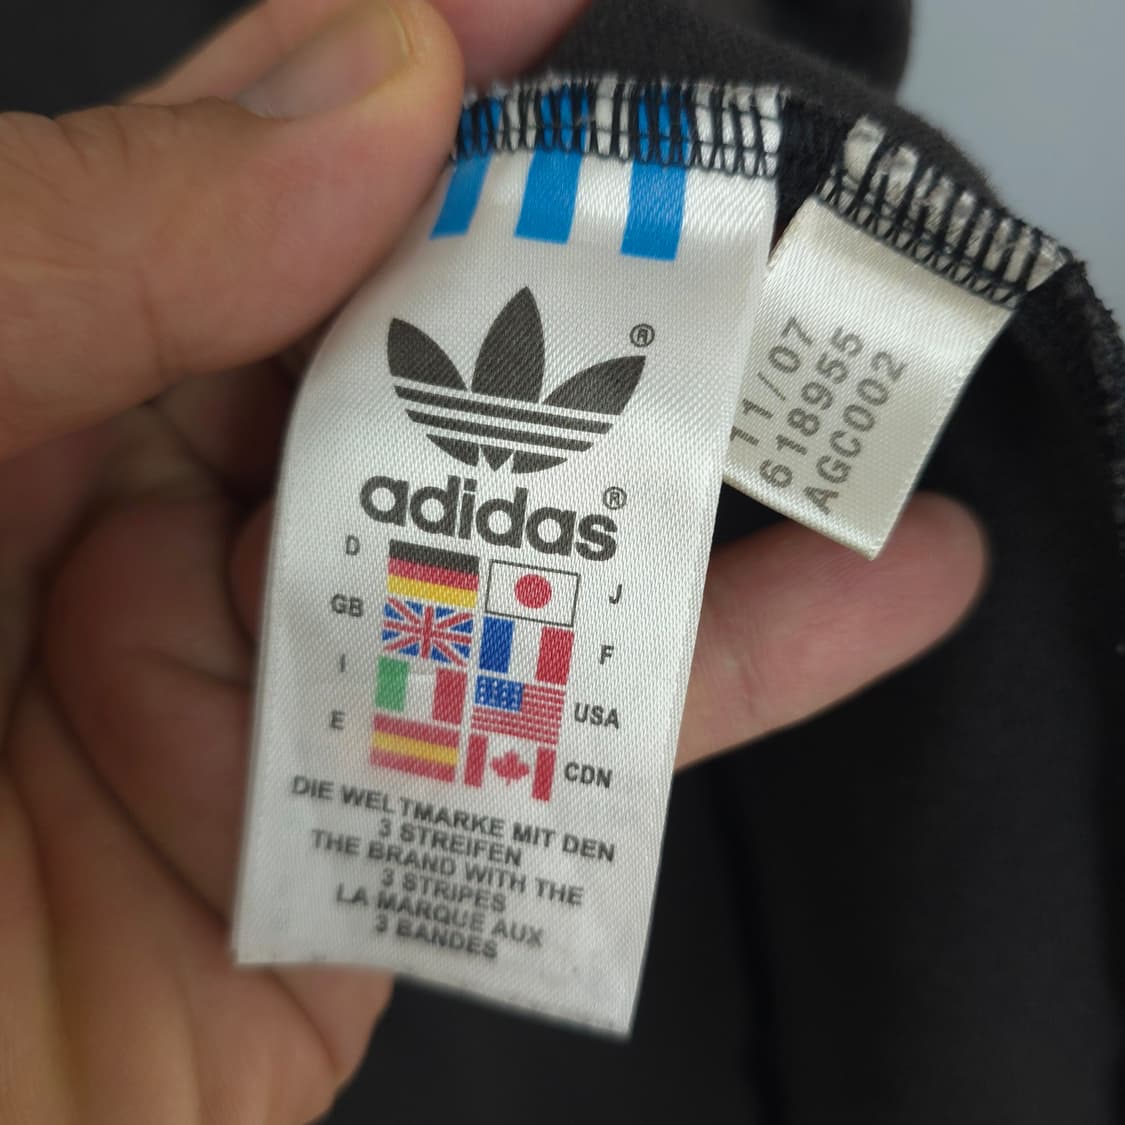 ®
adidas®
D
J
GB
F
I
USA
E
CDN
DIE WELTMARKE MIT DEN
3 STREIFEN
THE BRAND WITH THE
3 STRIPES
LA MARQUE AUX
3 BANDES
11/07
618955
AGC002